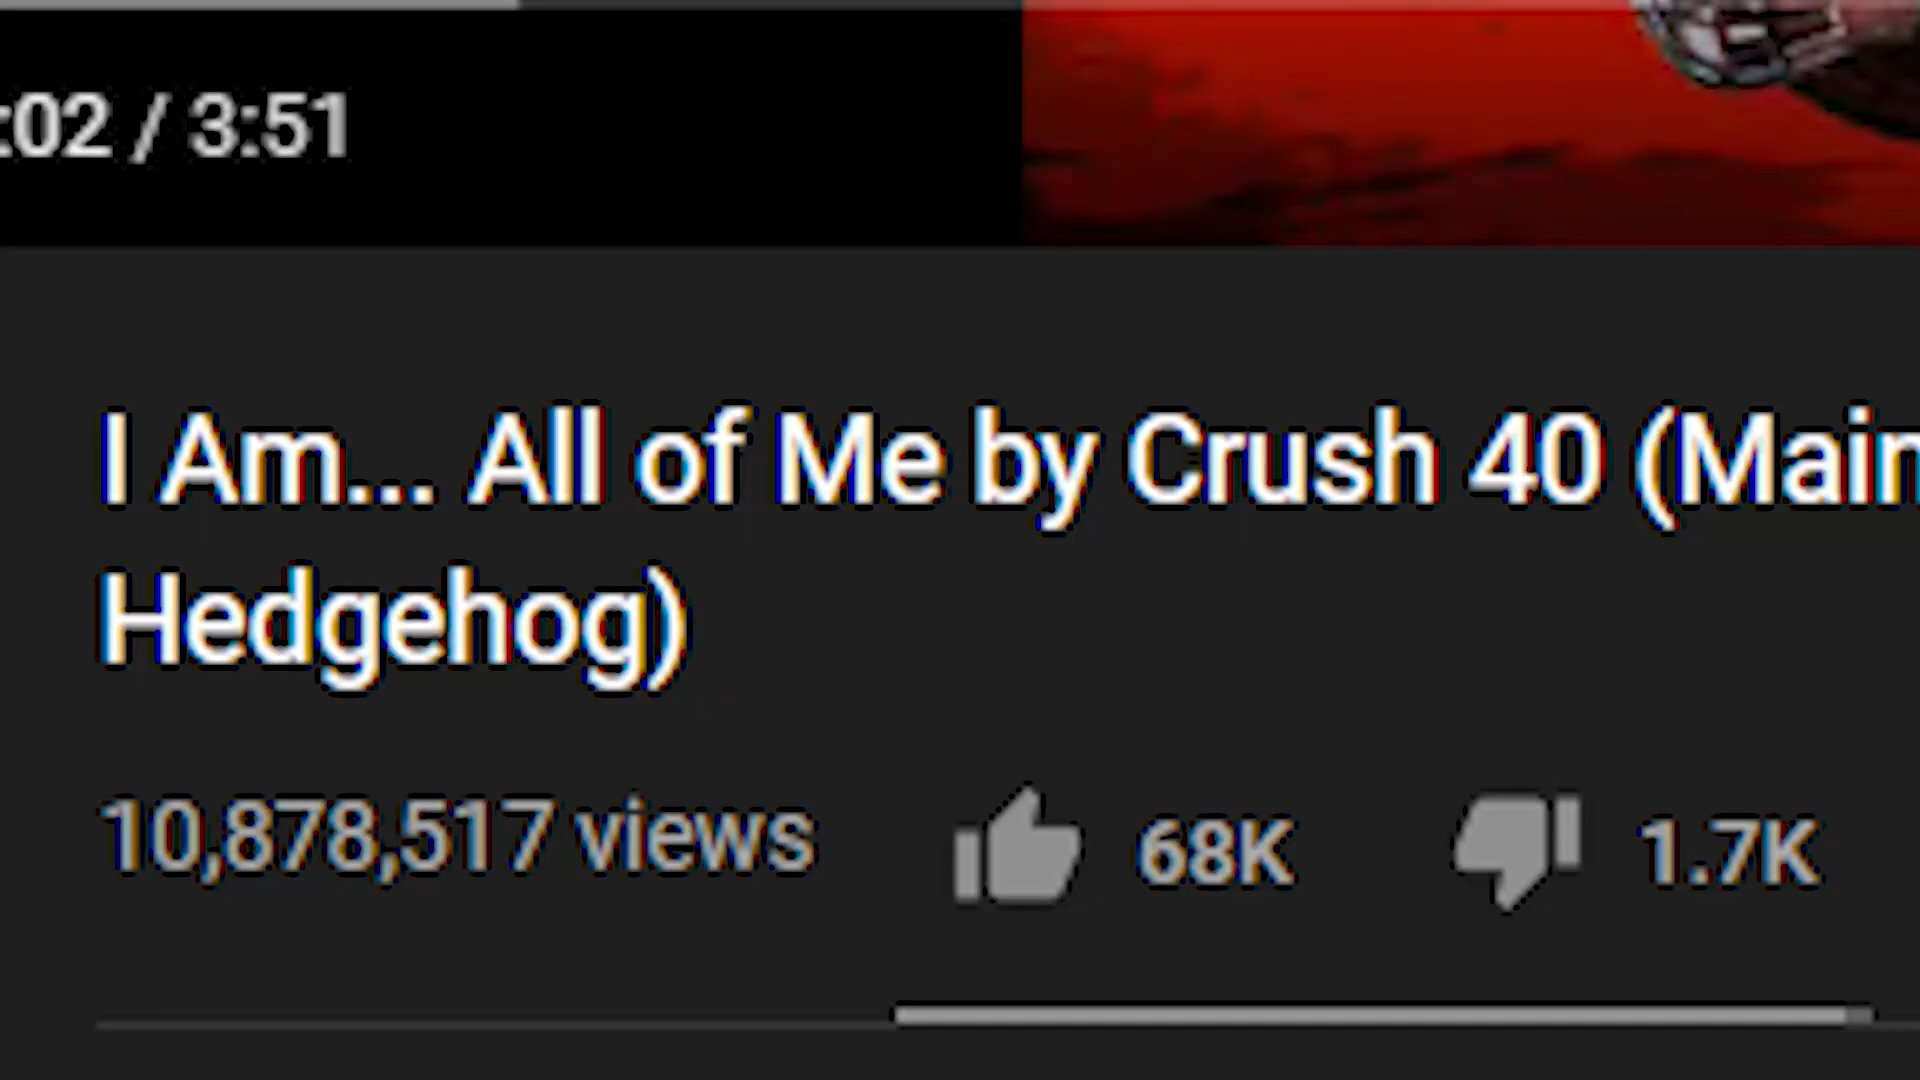 :02 / 3:51
I Am... All of Me by Crush 40 (Main
Hedgehog)
10,878,517 views 68K 1.7K